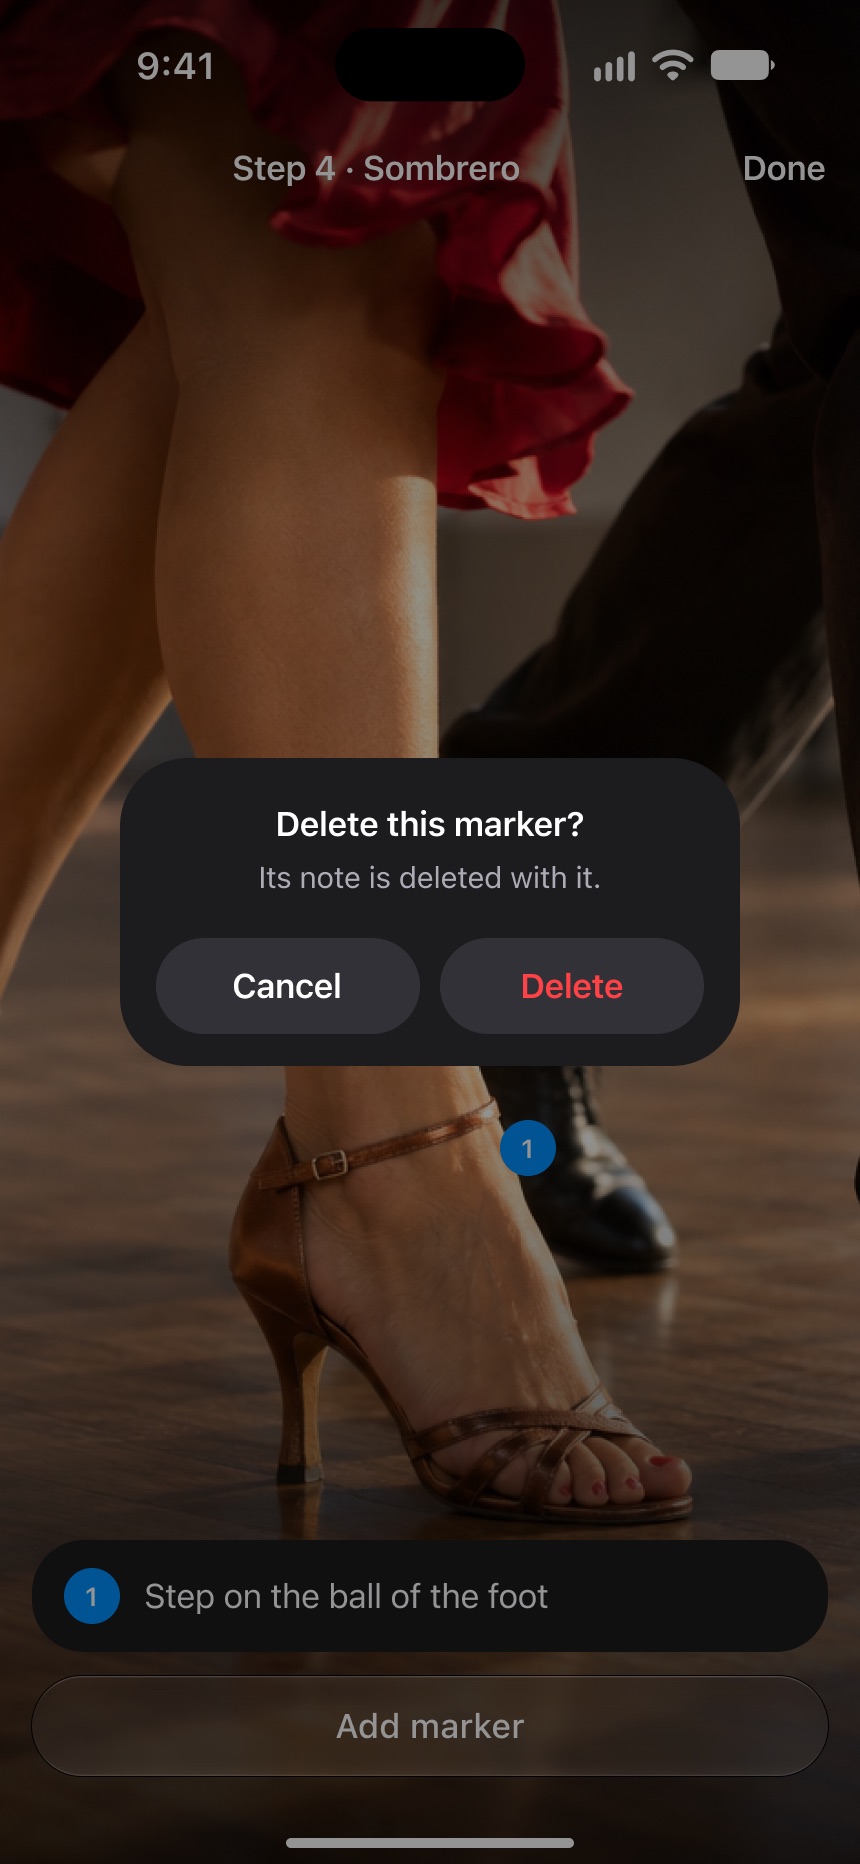 9:41
Step 4 · Sombrero
Done
Delete this marker?
Its note is deleted with it.
Cancel
Delete
1
1 Step on the ball of the foot
Add marker